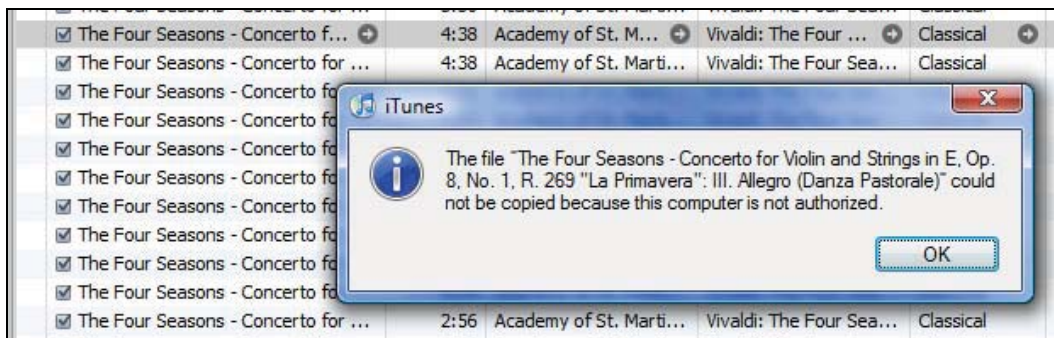 The Four Seasons - Concerto f... 4:38 Academy of St. M... Vivaldi: The Four ... Classical
The Four Seasons - Concerto for ... 4:38 Academy of St. Marti... Vivaldi: The Four Sea... Classical
The Four Seasons - Concerto fo
The Four Seasons - Concerto fo
The Four Seasons - Concerto fo
The Four Seasons - Concerto fo
The Four Seasons - Concerto fo
The Four Seasons - Concerto fo
The Four Seasons - Concerto fo
The Four Seasons - Concerto fo
iTunes
The file "The Four Seasons - Concerto for Violin and Strings in E, Op.
8, No. 1, R. 269 "La Primavera": III. Allegro (Danza Pastorale)" could
not be copied because this computer is not authorized.
OK
The Four Seasons - Concerto for ... 2:56 Academy of St. Marti... Vivaldi: The Four Sea... Classical